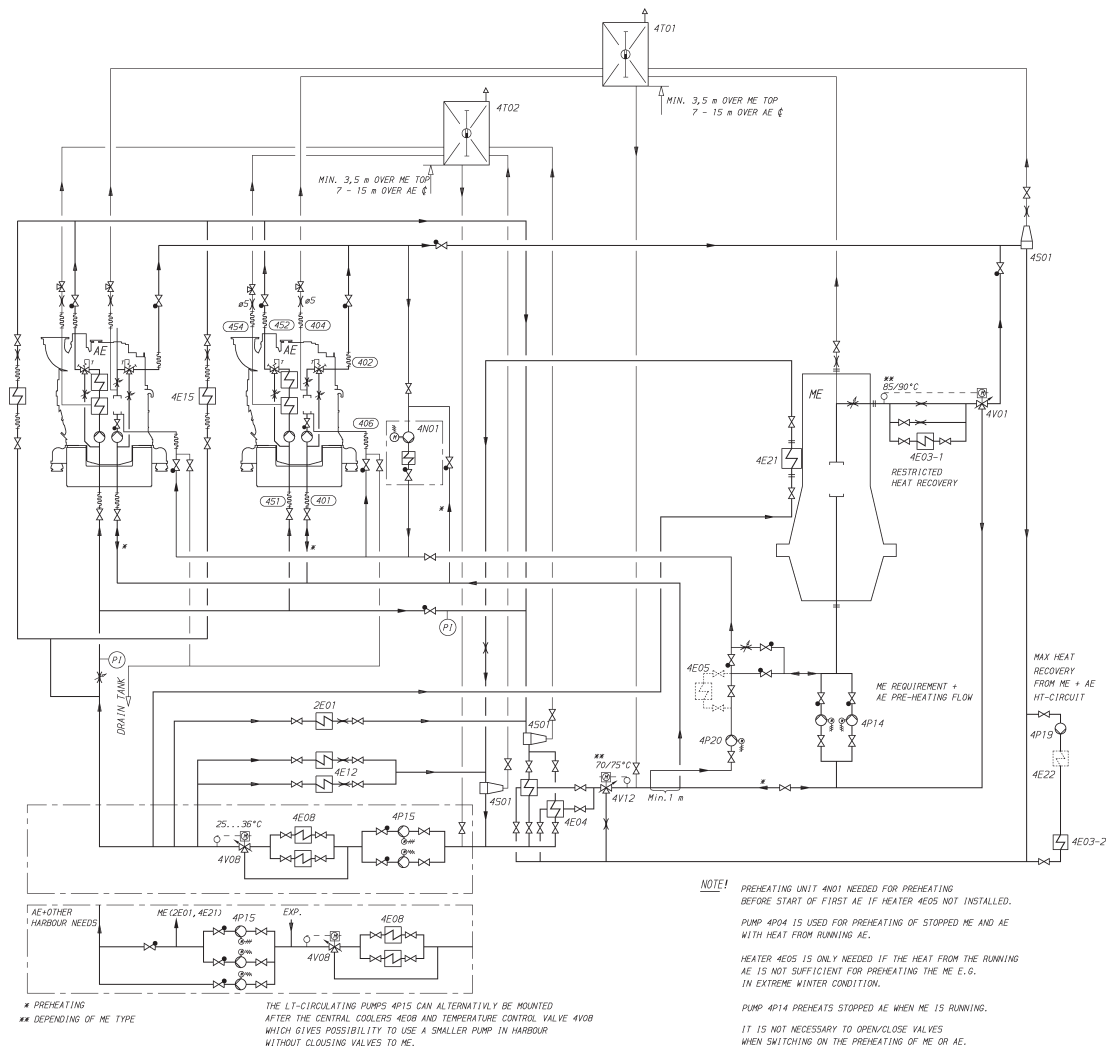 4T01
MIN. 3,5 m OVER ME TOP
7 - 15 m OVER AE ℄
4T02
MIN. 3,5 m OVER ME TOP
7 - 15 m OVER AE ℄
4S01
ø5
ø5
454
452
404
AE
AE
402
4E15
406
4N01
ME
**
85/90°C
4V01
4E03-1
RESTRICTED
HEAT RECOVERY
4E21
451
401
*
*
*
*
PI
PI
DRAIN TANK
4E05
ME REQUIREMENT +
AE PRE-HEATING FLOW
MAX HEAT
RECOVERY
FROM ME + AE
HT-CIRCUIT
2E01
4S01
4P20
4P14
4P19
4E22
4E12
4S01
**
70/75°C
4V12
Min.1 m
*
4E04
4E03-2
25...36°C
4V08
4E08
4P15
AE+OTHER
HARBOUR NEEDS
ME(2E01,4E21)
4P15
EXP.
4V08
4E08
* PREHEATING
** DEPENDING OF ME TYPE
THE LT-CIRCULATING PUMPS 4P15 CAN ALTERNATIVLY BE MOUNTED
AFTER THE CENTRAL COOLERS 4E08 AND TEMPERATURE CONTROL VALVE 4V08
WHICH GIVES POSSIBILITY TO USE A SMALLER PUMP IN HARBOUR
WITHOUT CLOUSING VALVES TO ME.
NOTE!
PREHEATING UNIT 4N01 NEEDED FOR PREHEATING
BEFORE START OF FIRST AE IF HEATER 4E05 NOT INSTALLED.
PUMP 4P04 IS USED FOR PREHEATING OF STOPPED ME AND AE
WITH HEAT FROM RUNNING AE.
HEATER 4E05 IS ONLY NEEDED IF THE HEAT FROM THE RUNNING
AE IS NOT SUFFICIENT FOR PREHEATING THE ME E.G.
IN EXTREME WINTER CONDITION.
PUMP 4P14 PREHEATS STOPPED AE WHEN ME IS RUNNING.
IT IS NOT NECESSARY TO OPEN/CLOSE VALVES
WHEN SWITCHING ON THE PREHEATING OF ME OR AE.